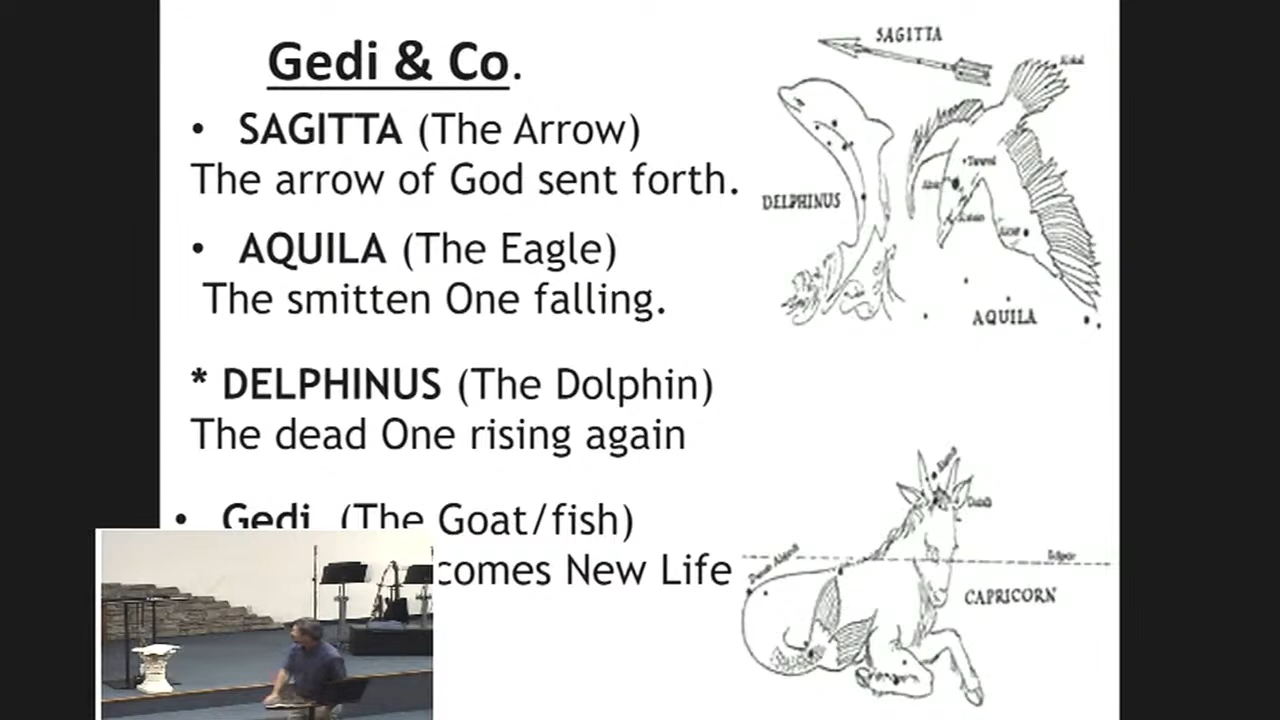 Gedi & Co.
• SAGITTA (The Arrow)
The arrow of God sent forth.
• AQUILA (The Eagle)
The smitten One falling.
* DELPHINUS (The Dolphin)
The dead One rising again
• Gedi (The Goat/fish)
comes New Life
SAGITTA
DELPHINUS
AQUILA
CAPRICORN